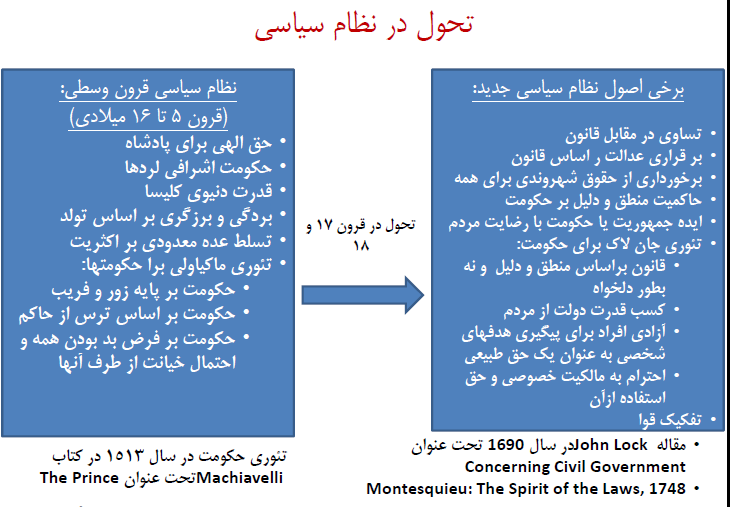 تحول در نظام سیاسی
برخی اصول نظام سیاسی جدید:
• تساوی در مقابل قانون
• بر قراری عدالت ر اساس قانون
• برخورداری از حقوق شهروندی برای همه
• حاکمیت منطق و دلیل بر حکومت
• ایده جمهوریت یا حکومت با رضایت مردم
• تئوری جان لاک برای حکومت:
• قانون براساس منطق و دلیل و نه
بطور دلخواه
• کسب قدرت دولت از مردم
• آزادی افراد برای پیگیری هدفهای
شخصی به عنوان یک حق طبیعی
• احترام به مالکیت خصوصی و حق
استفاده ازآن
• تفکیک قوا
• مقاله John Lock در سال 1690 تحت عنوان
Concerning Civil Government
• Montesquieu: The Spirit of the Laws, 1748
تحول در قرون ۱۷ و
۱۸
نظام سیاسی قرون وسطی:
(قرون ۵ تا ۱۶ میلادی)
• حق الهی برای پادشاه
• حکومت اشرافی لردها
• قدرت دنیوی کلیسا
• بردگی و برزگری بر اساس تولد
• تسلط عده معدودی بر اکثریت
• تئوری ماکیاولی برا حکومتها:
• حکومت بر پایه زور و فریب
• حکومت بر اساس ترس از حاکم
• حکومت بر فرض بد بودن همه و
احتمال خیانت از طرف آنها
تئوری حکومت در سال ۱۵۱۳ در کتاب
Machiavelli تحت عنوان The Prince